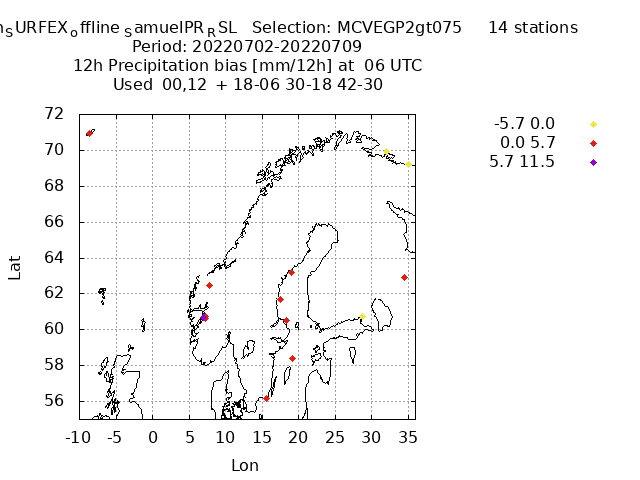 SURFEXoffline SamuelPRRSL Selection: MCVEGP2gt075 14 stations
Period: 20220702-20220709
12h Precipitation bias [mm/12h] at 06 UTC
Used 00,12 + 18-06 30-18 42-30
-5.7 0.0
0.0 5.7
5.7 11.5
72
70
68
66
64
62
60
58
56
Lat
-10 -5 0 5 10 15 20 25 30 35
Lon